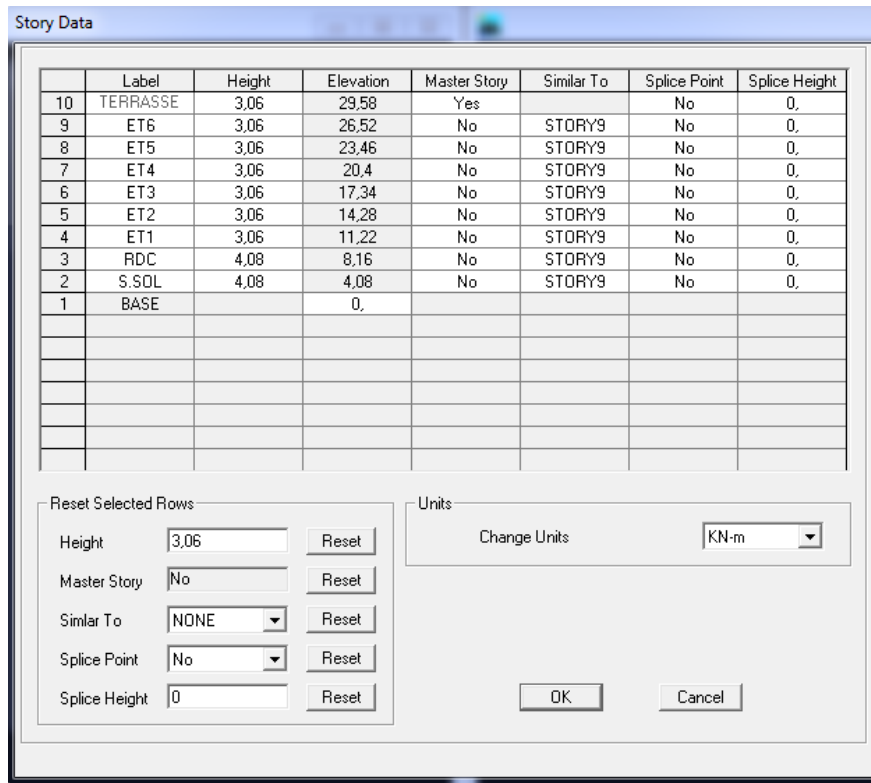 Story Data
Label Height Elevation Master Story Similar To Splice Point Splice Height
10 TERRASSE 3,06 29,58 Yes No 0,
9 ET6 3,06 26,52 No STORY9 No 0,
8 ET5 3,06 23,46 No STORY9 No 0,
7 ET4 3,06 20,4 No STORY9 No 0,
6 ET3 3,06 17,34 No STORY9 No 0,
5 ET2 3,06 14,28 No STORY9 No 0,
4 ET1 3,06 11,22 No STORY9 No 0,
3 RDC 4,08 8,16 No STORY9 No 0,
2 S.SOL 4,08 4,08 No STORY9 No 0,
1 BASE 0,
Reset Selected Rows
Height 3,06 Reset
Master Story No Reset
Simlar To NONE Reset
Splice Point No Reset
Splice Height 0 Reset
Units
Change Units KN-m
OK Cancel